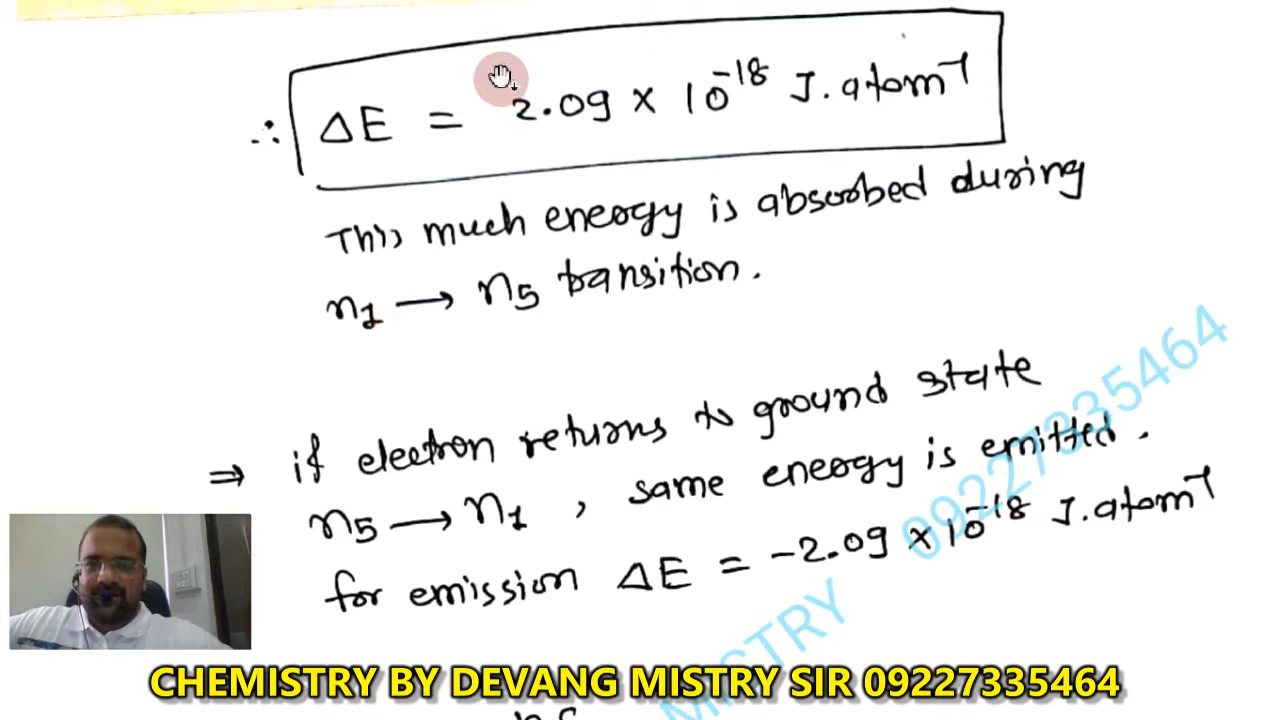 ∴ ΔE = 2.09 × 10⁻¹⁸ J.atom⁻¹
This much energy is absorbed during
n₁ → n₅ transition.
⇒ if electron returns to ground state
n₅ → n₁ , same energy is emitted.
for emission ΔE = -2.09 × 10⁻¹⁸ J.atom⁻¹
09227335464
MISTRY
CHEMISTRY BY DEVANG MISTRY SIR 09227335464